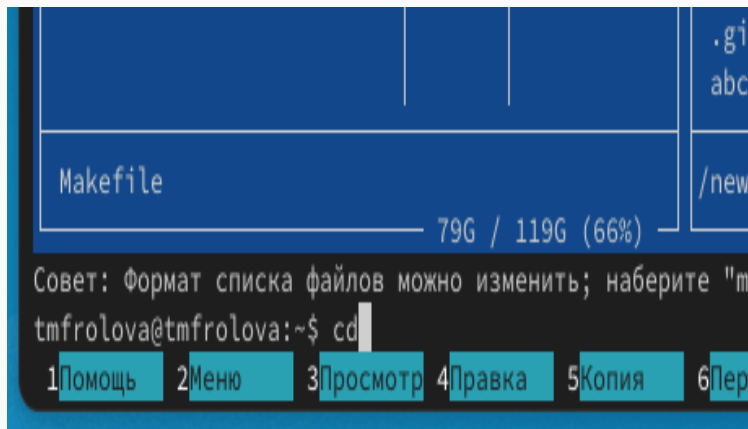 .gi
abc
Makefile
/new
79G / 119G (66%)
Совет: Формат списка файлов можно изменить; наберите "m
tmfrolova@tmfrolova:~$ cd
1Помощь 2Меню 3Просмотр 4Правка 5Копия 6Пер